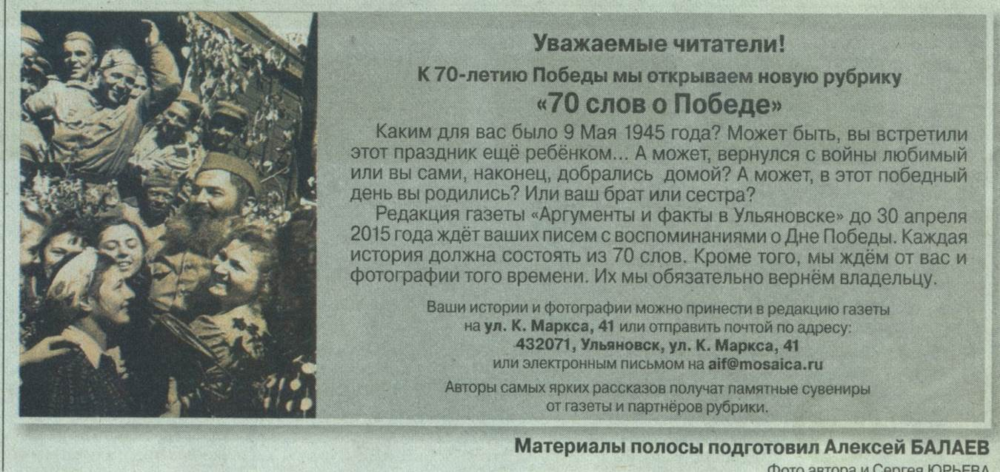 Уважаемые читатели!
К 70-летию Победы мы открываем новую рубрику
«70 слов о Победе»
Каким для вас было 9 Мая 1945 года? Может быть, вы встретили
этот праздник ещё ребёнком... А может, вернулся с войны любимый
или вы сами, наконец, добрались домой? А может, в этот победный
день вы родились? Или ваш брат или сестра?
Редакция газеты «Аргументы и факты в Ульяновске» до 30 апреля
2015 года ждёт ваших писем с воспоминаниями о Дне Победы. Каждая
история должна состоять из 70 слов. Кроме того, мы ждём от вас и
фотографии того времени. Их мы обязательно вернём владельцу.
Ваши истории и фотографии можно принести в редакцию газеты
на ул. К. Маркса, 41 или отправить почтой по адресу:
432071, Ульяновск, ул. К. Маркса, 41
или электронным письмом на aif@mosaica.ru
Авторы самых ярких рассказов получат памятные сувениры
от газеты и партнёров рубрики.
Материалы полосы подготовил Алексей БАЛАЕВ
Фото автора и Сергея ЮРЬЕВА